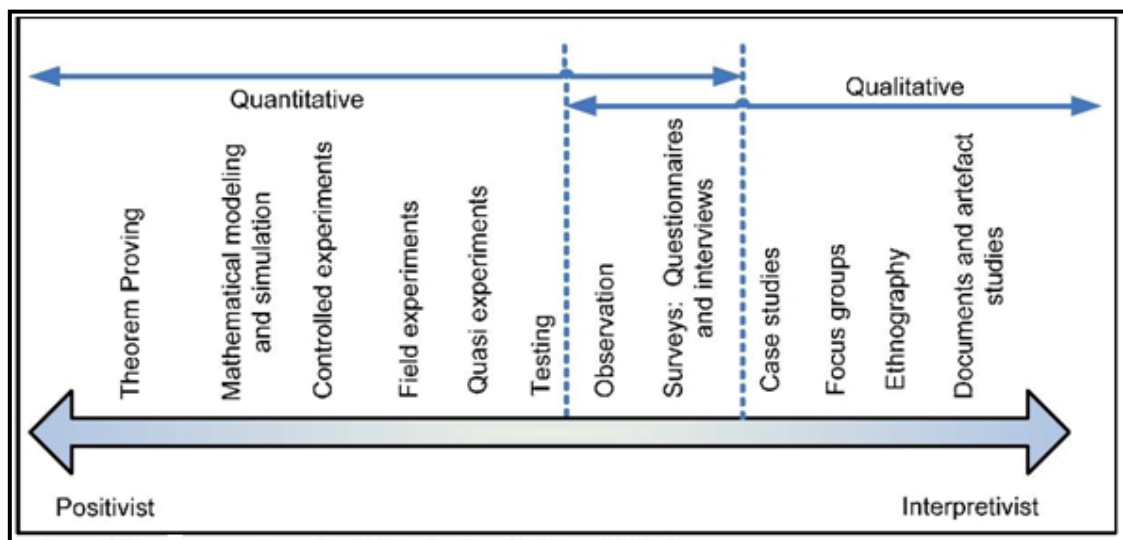 Quantitative
Qualitative
Theorem Proving
Mathematical modeling
and simulation
Controlled experiments
Field experiments
Quasi experiments
Testing
Observation
Surveys: Questionnaires
and interviews
Case studies
Focus groups
Ethnography
Documents and artefact
studies
Positivist
Interpretivist